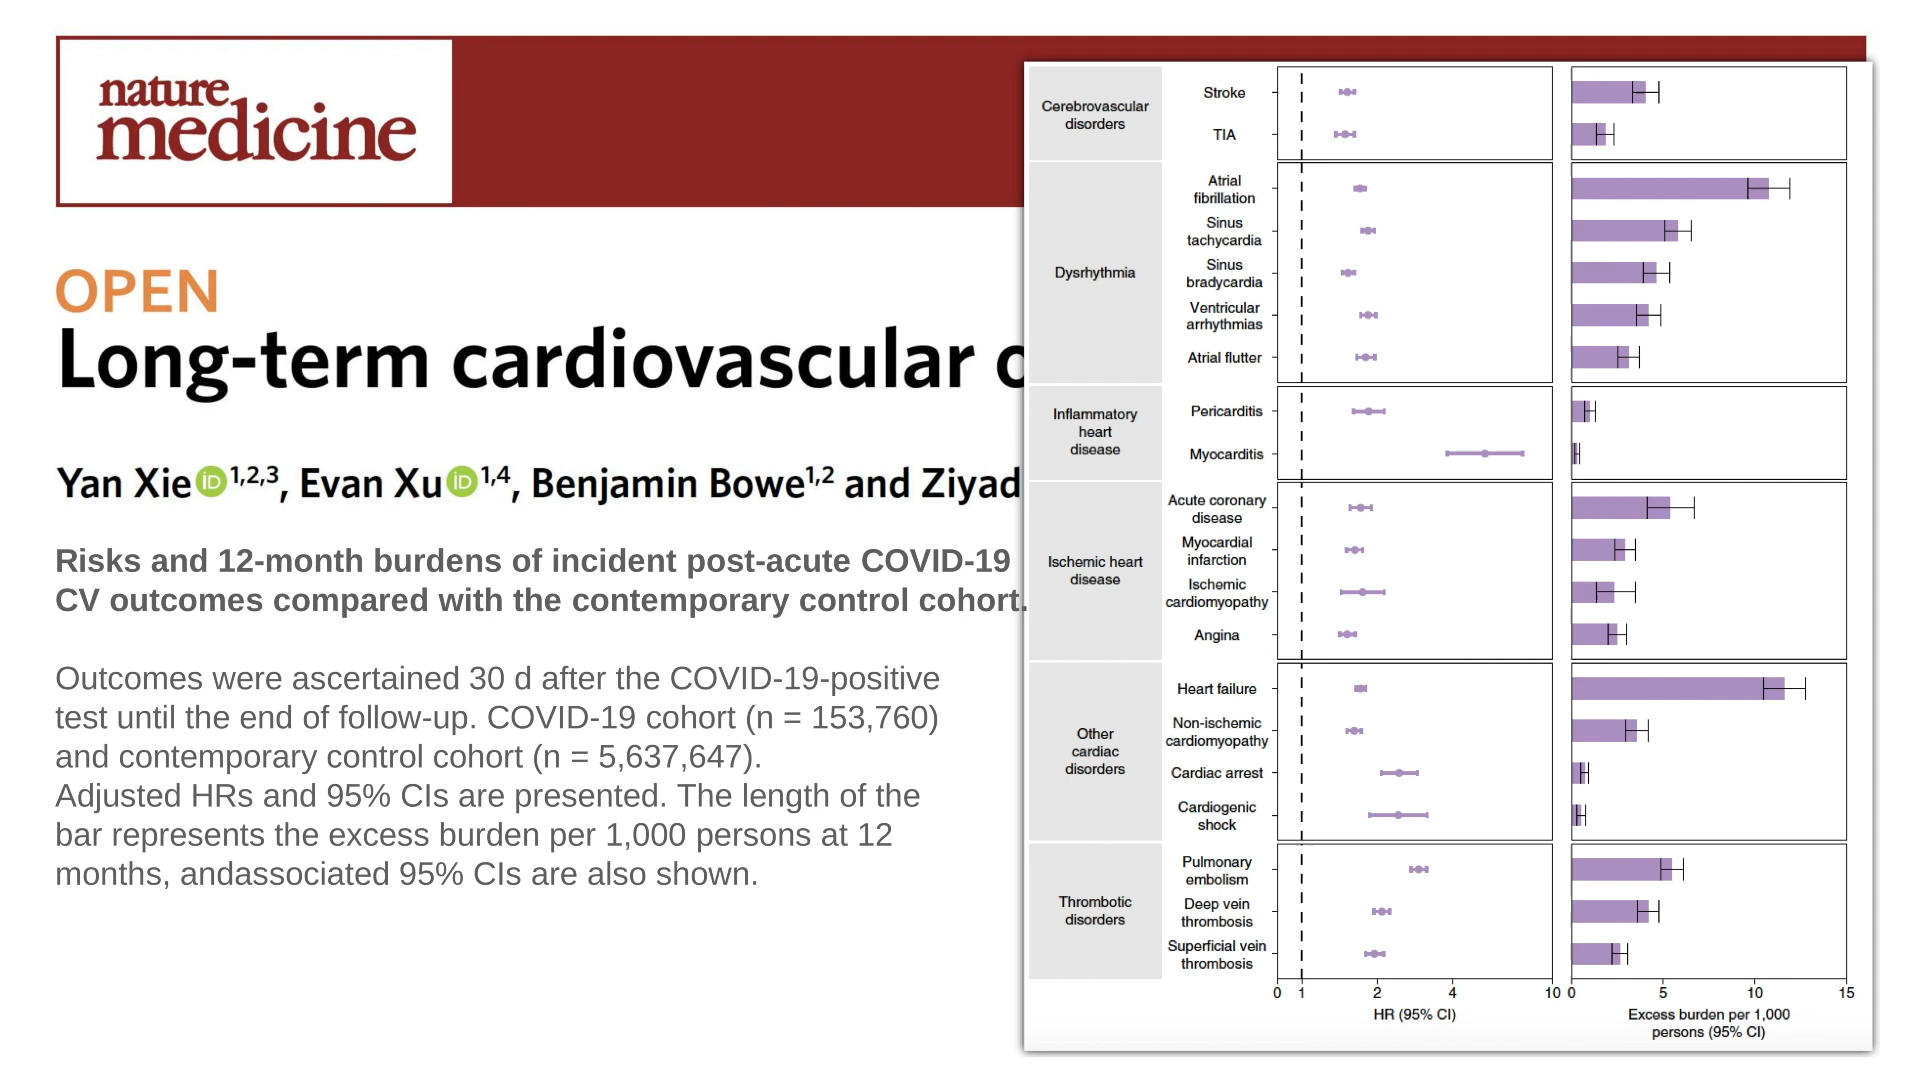 nature
medicine
OPEN
Long-term cardiovascular o
Yan Xie iD 1,2,3, Evan Xu iD 1,4, Benjamin Bowe1,2 and Ziyad
Risks and 12-month burdens of incident post-acute COVID-19
CV outcomes compared with the contemporary control cohort.
Outcomes were ascertained 30 d after the COVID-19-positive
test until the end of follow-up. COVID-19 cohort (n = 153,760)
and contemporary control cohort (n = 5,637,647).
Adjusted HRs and 95% CIs are presented. The length of the
bar represents the excess burden per 1,000 persons at 12
months, andassociated 95% CIs are also shown.
Cerebrovascular
disorders
Stroke
TIA
Dysrhythmia
Atrial
fibrillation
Sinus
tachycardia
Sinus
bradycardia
Ventricular
arrhythmias
Atrial flutter
Inflammatory
heart
disease
Pericarditis
Myocarditis
Ischemic heart
disease
Acute coronary
disease
Myocardial
infarction
Ischemic
cardiomyopathy
Angina
Other
cardiac
disorders
Heart failure
Non-ischemic
cardiomyopathy
Cardiac arrest
Cardiogenic
shock
Thrombotic
disorders
Pulmonary
embolism
Deep vein
thrombosis
Superficial vein
thrombosis
0 1 2 4 10
HR (95% CI)
0 5 10 15
Excess burden per 1,000
persons (95% CI)